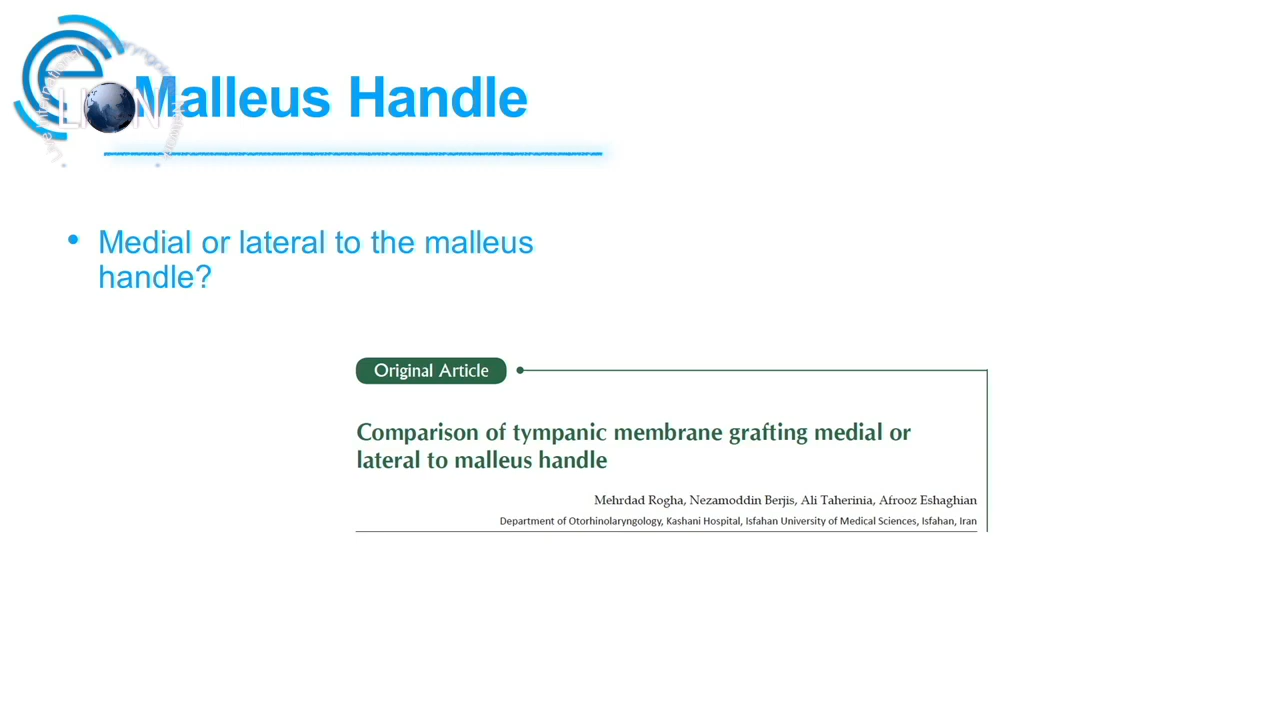 Malleus Handle
LION
• Medial or lateral to the malleus
handle?
Original Article
Comparison of tympanic membrane grafting medial or
lateral to malleus handle
Mehrdad Rogha, Nezamoddin Berjis, Ali Taherinia, Afrooz Eshaghian
Department of Otorhinolaryngology, Kashani Hospital, Isfahan University of Medical Sciences, Isfahan, Iran